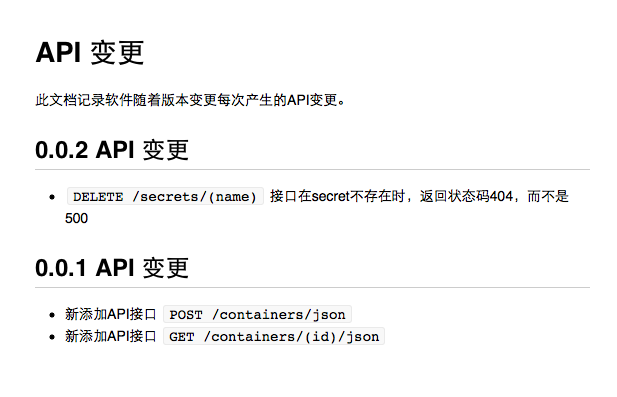 API 变更
此文档记录软件随着版本变更每次产生的API变更。
0.0.2 API 变更
• DELETE /secrets/(name) 接口在secret不存在时，返回状态码404，而不是
500
0.0.1 API 变更
• 新添加API接口 POST /containers/json
• 新添加API接口 GET /containers/(id)/json